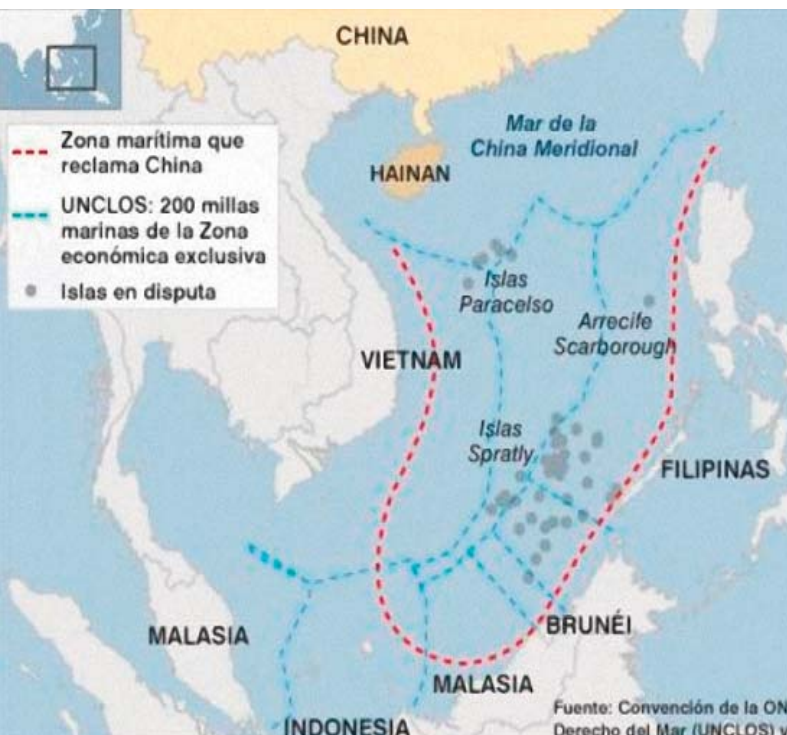 CHINA
Mar de la
China Meridional
HAINAN
Zona marítima que
reclama China
UNCLOS: 200 millas
marinas de la Zona
económica exclusiva
Islas en disputa
Islas
Paracelso
Arrecife
Scarborough
VIETNAM
Islas
Spratly
FILIPINAS
MALASIA
BRUNÉI
MALASIA
INDONESIA
Fuente: Convención de la ON
Derecho del Mar (UNCLOS) y